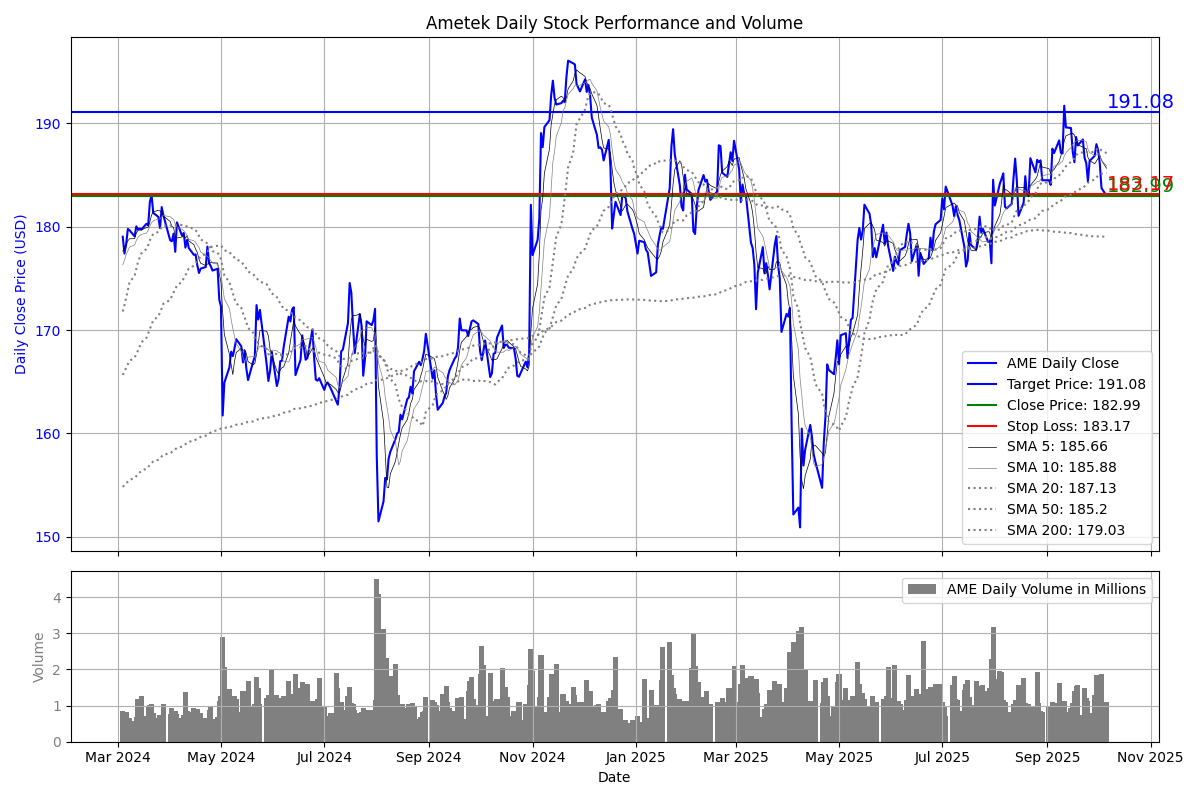 Ametek Daily Stock Performance and Volume
Daily Close Price (USD)
190
180
170
160
150
191.08
183.17
182.99
AME Daily Close
Target Price: 191.08
Close Price: 182.99
Stop Loss: 183.17
SMA 5: 185.66
SMA 10: 185.88
SMA 20: 187.13
SMA 50: 185.2
SMA 200: 179.03
Volume
4
3
2
1
0
AME Daily Volume in Millions
Mar 2024 May 2024 Jul 2024 Sep 2024 Nov 2024 Jan 2025 Mar 2025 May 2025 Jul 2025 Sep 2025 Nov 2025
Date